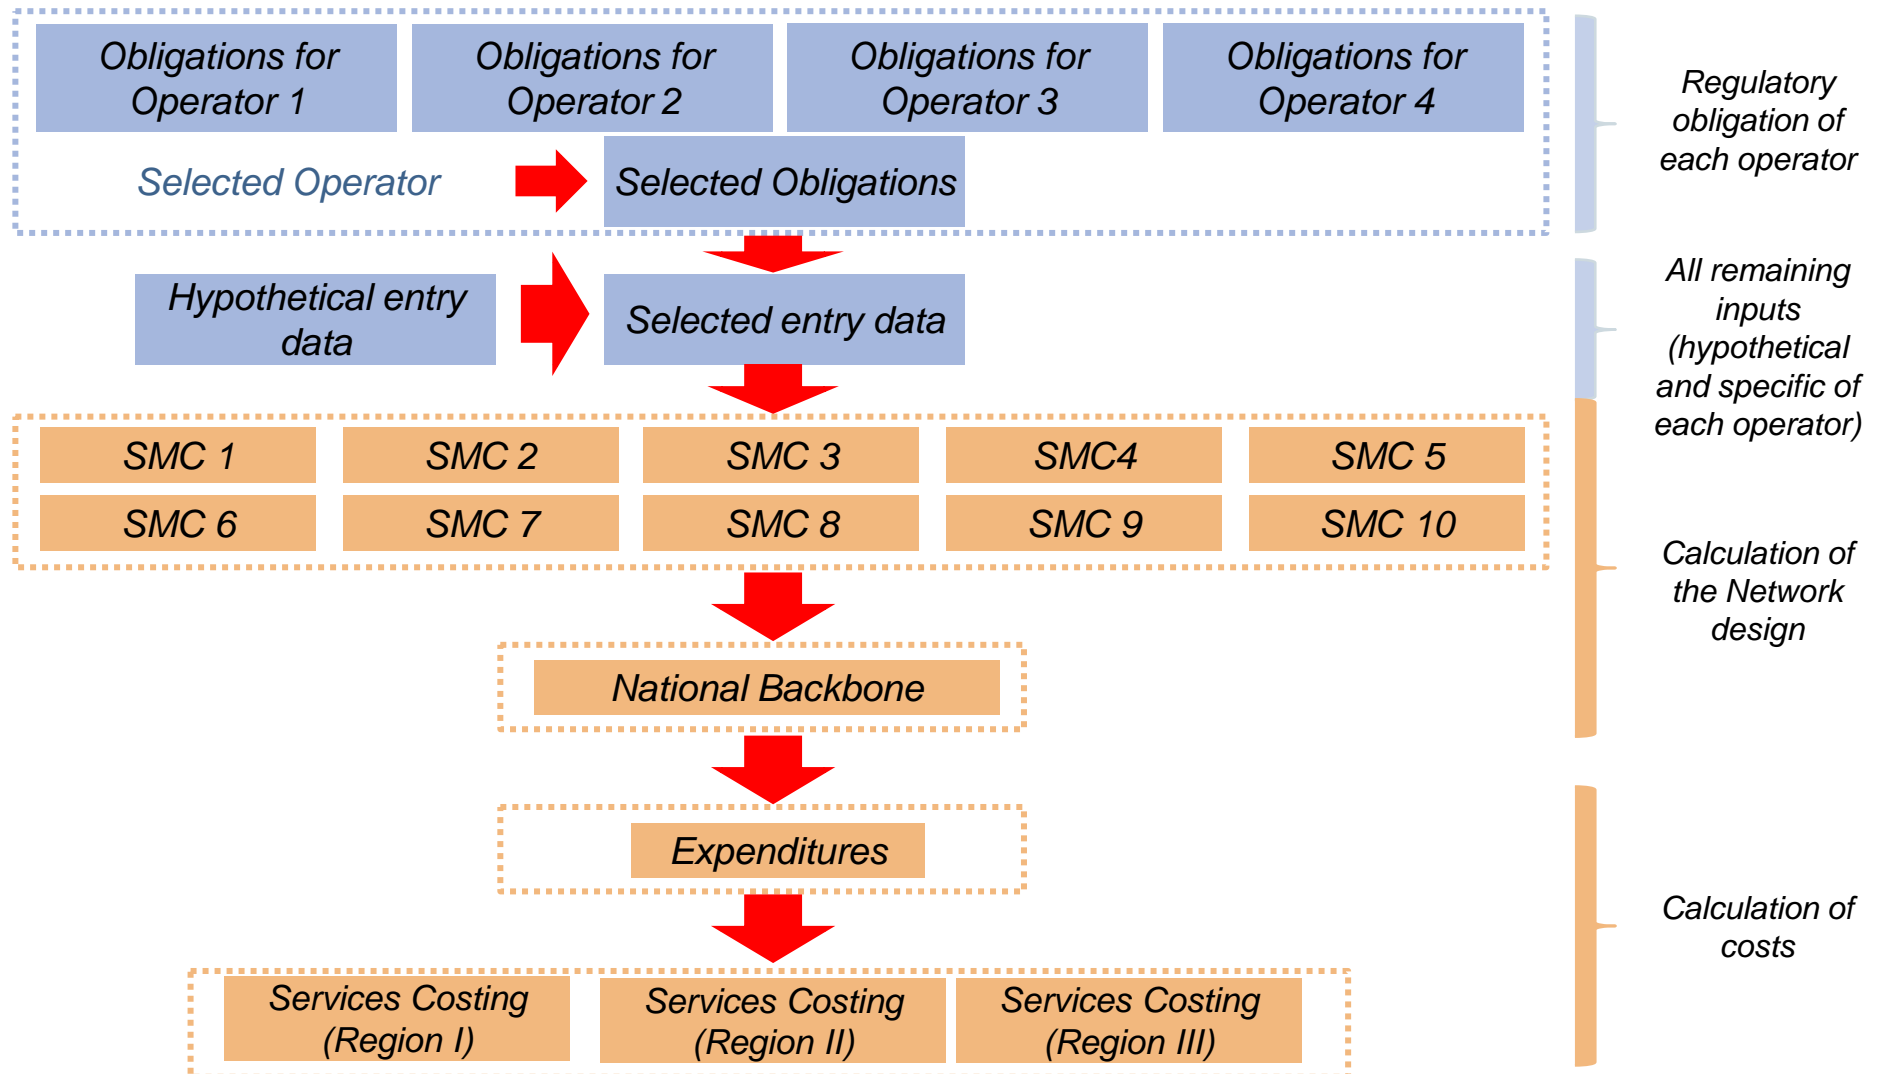 Obligations for
Operator 1
Obligations for
Operator 2
Obligations for
Operator 3
Obligations for
Operator 4
Regulatory
obligation of
each operator
Selected Operator
Selected Obligations
Hypothetical entry
data
Selected entry data
All remaining
inputs
(hypothetical
and specific of
each operator)
SMC 1
SMC 2
SMC 3
SMC4
SMC 5
SMC 6
SMC 7
SMC 8
SMC 9
SMC 10
Calculation of
the Network
design
National Backbone
Expenditures
Calculation of
costs
Services Costing
(Region I)
Services Costing
(Region II)
Services Costing
(Region III)